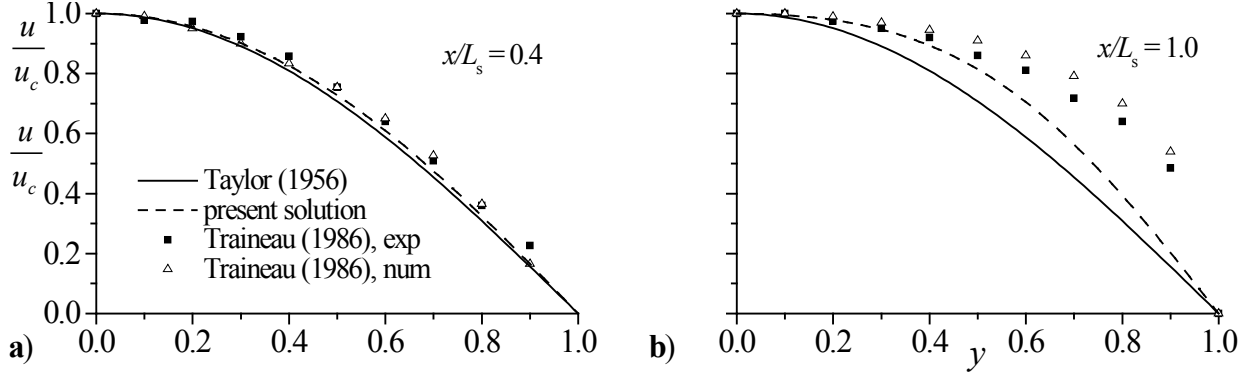 1.0
u
u_c
0.8
0.6
u
u_c
0.4
0.2
0.0
x/L_s = 0.4
Taylor (1956)
present solution
Traineau (1986), exp
Traineau (1986), num
a)
0.0 0.2 0.4 0.6 0.8 1.0
x/L_s = 1.0
b)
0.0 0.2 0.4 y 0.6 0.8 1.0